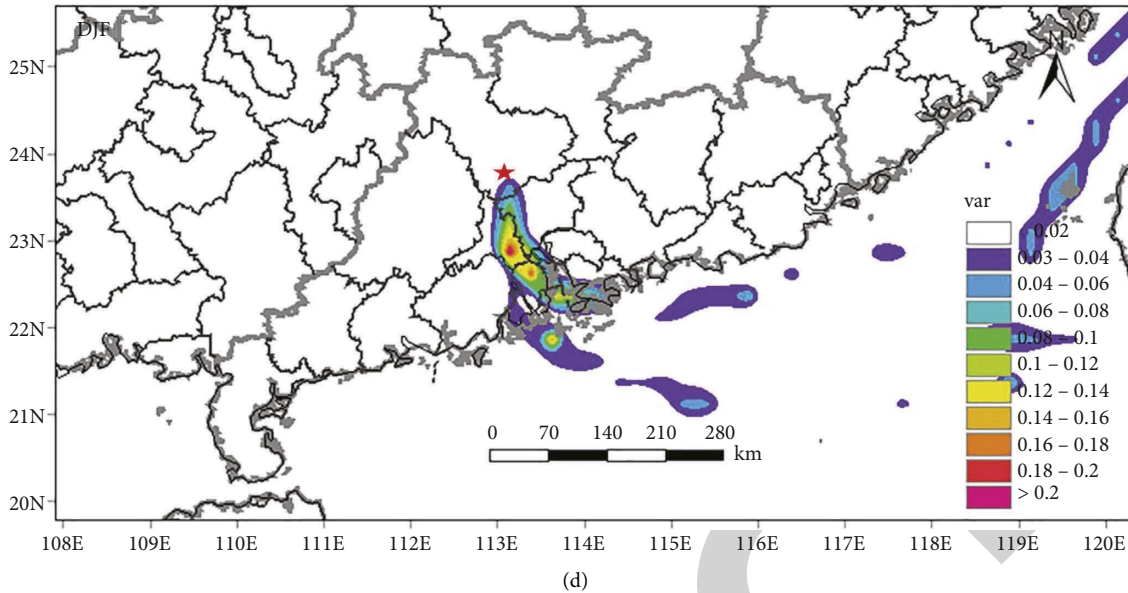 DJF
N
25N
24N
23N
22N
21N
20N
var
0.02
0.03 – 0.04
0.04 – 0.06
0.06 – 0.08
0.08 – 0.1
0.1 – 0.12
0.12 – 0.14
0.14 – 0.16
0.16 – 0.18
0.18 – 0.2
> 0.2
0 70 140 210 280
km
108E 109E 110E 111E 112E 113E 114E 115E 116E 117E 118E 119E 120E
(d)